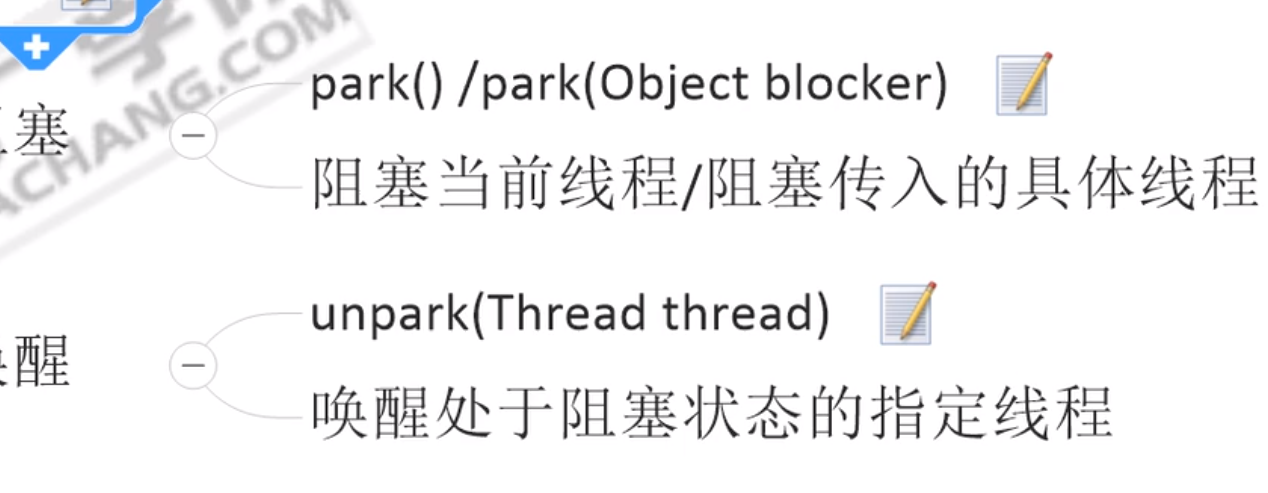 ACHANG.COM
park() /park(Object blocker)
塞
阻塞当前线程/阻塞传入的具体线程
unpark(Thread thread)
醒
唤醒处于阻塞状态的指定线程